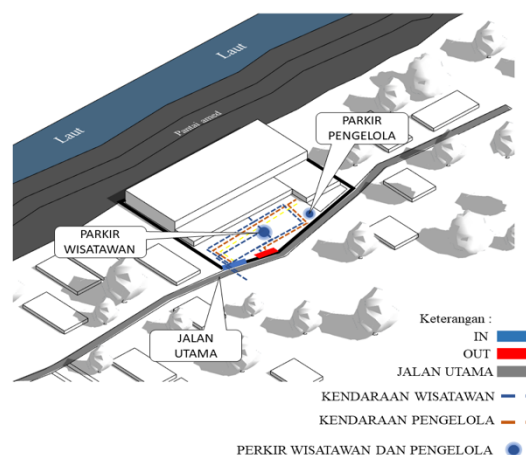 Laut
Laut
Pantai amed
PARKIR
PENGELOLA
PARKIR
WISATAWAN
JALAN
UTAMA
Keterangan :
IN
OUT
JALAN UTAMA
KENDARAAN WISATAWAN
KENDARAAN PENGELOLA
PERKIR WISATAWAN DAN PENGELOLA